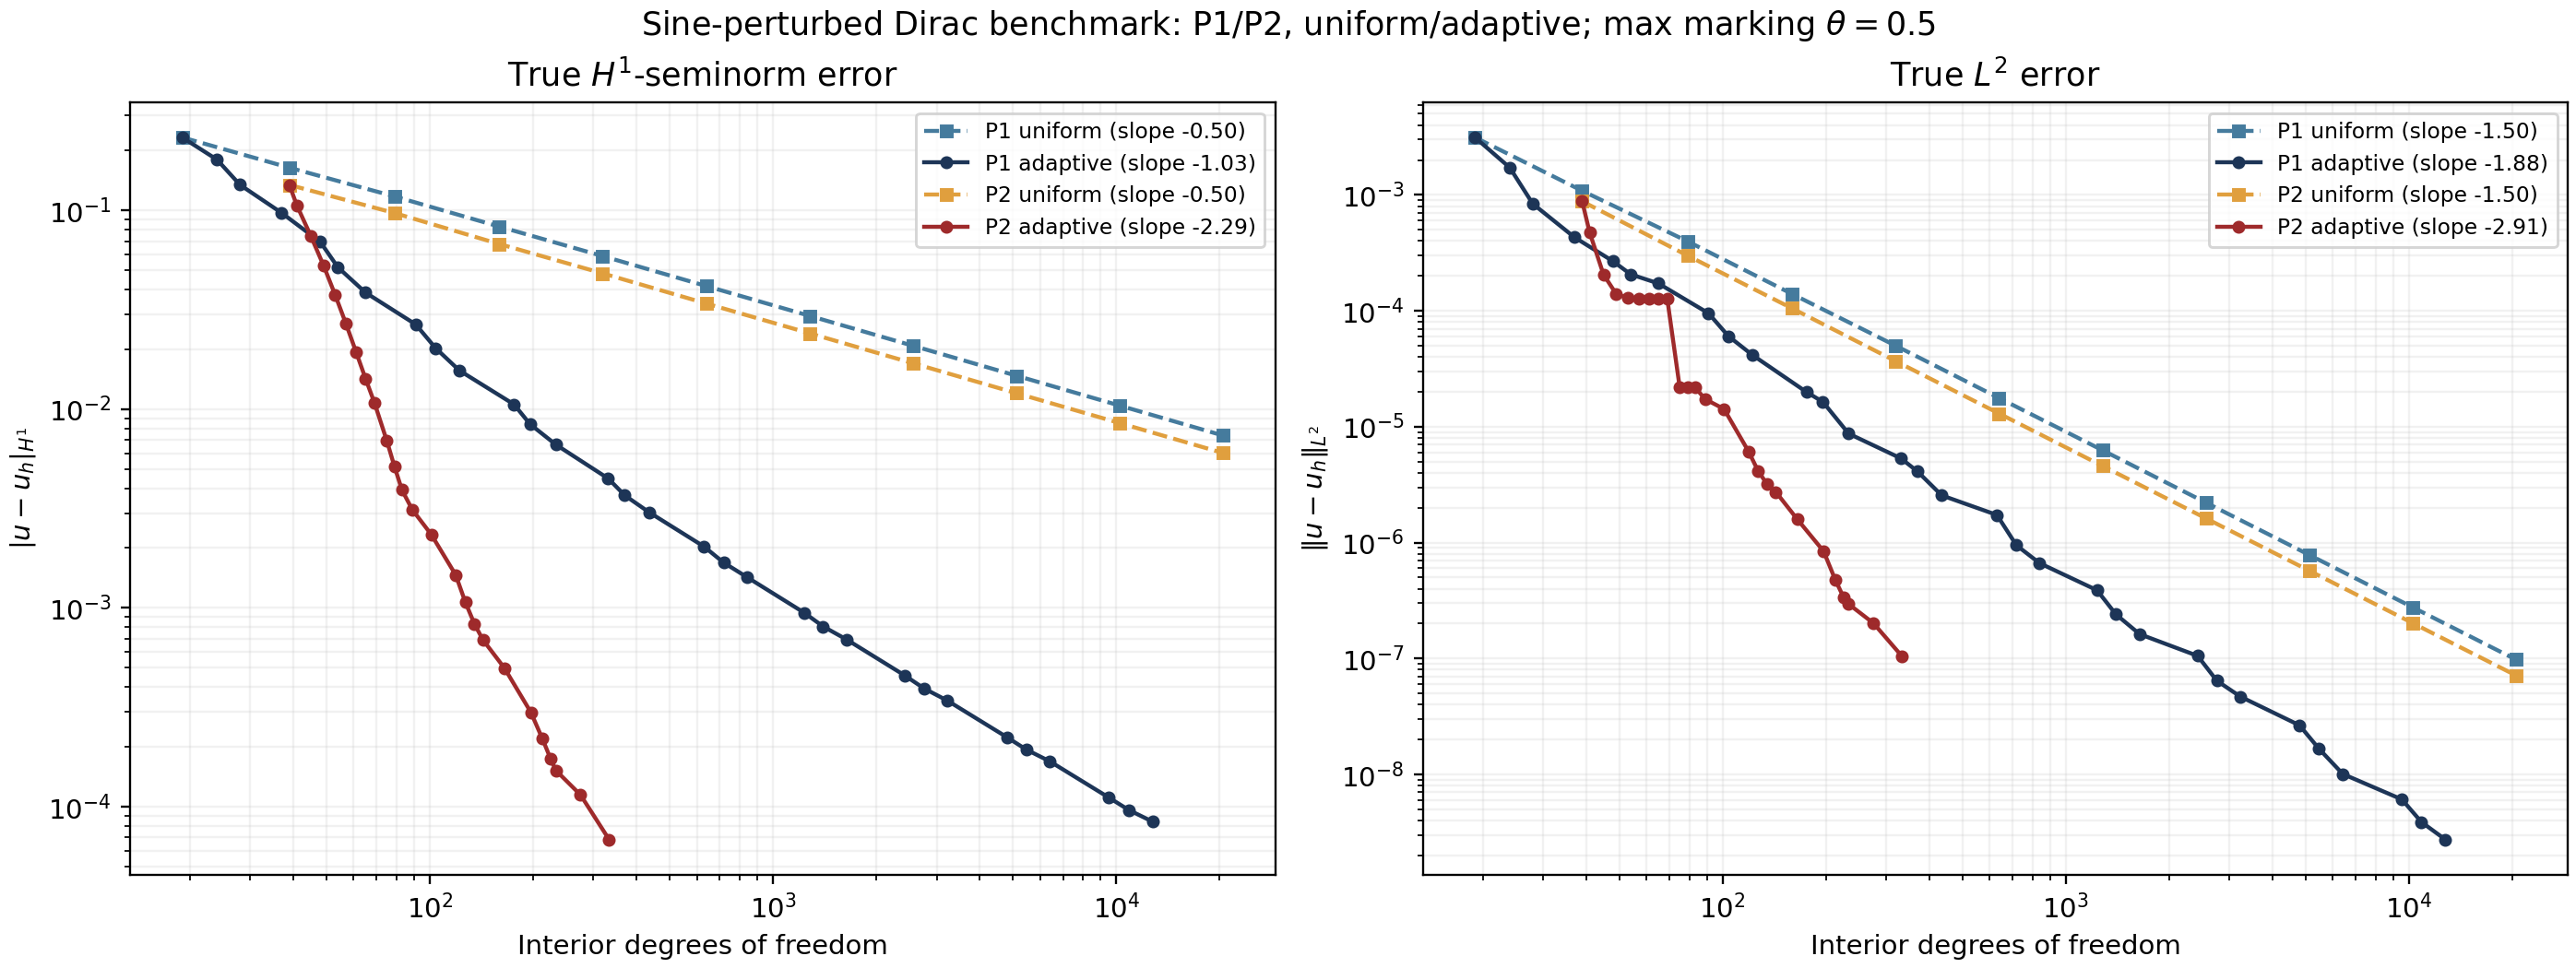 Sine-perturbed Dirac benchmark: P1/P2, uniform/adaptive; max marking θ = 0.5
True H¹-seminorm error
P1 uniform (slope -0.50)
P1 adaptive (slope -1.03)
P2 uniform (slope -0.50)
P2 adaptive (slope -2.29)
|u − u_h|_{H¹}
10⁻¹
10⁻²
10⁻³
10⁻⁴
10²
10³
10⁴
Interior degrees of freedom
True L² error
P1 uniform (slope -1.50)
P1 adaptive (slope -1.88)
P2 uniform (slope -1.50)
P2 adaptive (slope -2.91)
‖u − u_h‖_{L²}
10⁻³
10⁻⁴
10⁻⁵
10⁻⁶
10⁻⁷
10⁻⁸
10²
10³
10⁴
Interior degrees of freedom